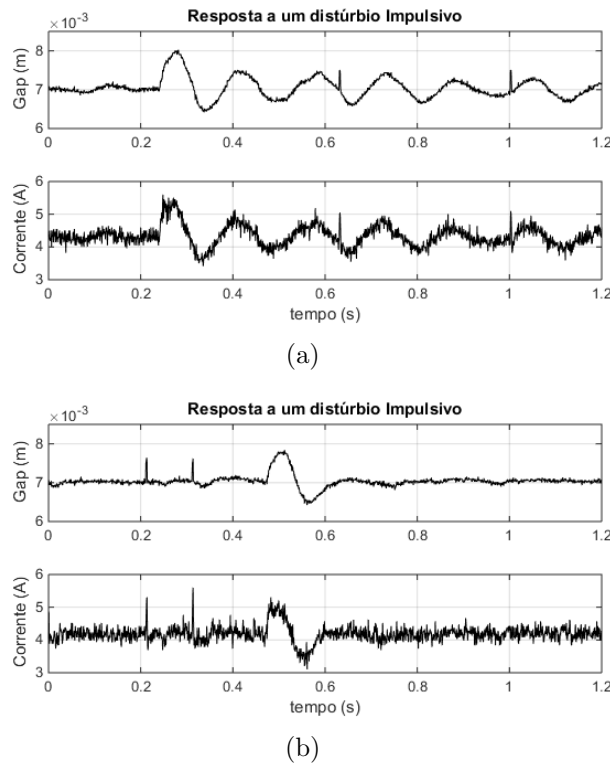 Resposta a um distúrbio Impulsivo
×10⁻³
8
7
6
Gap (m)
0 0.2 0.4 0.6 0.8 1 1.2
6
5
4
3
Corrente (A)
0 0.2 0.4 0.6 0.8 1 1.2
tempo (s)
(a)
Resposta a um distúrbio Impulsivo
×10⁻³
8
7
6
Gap (m)
0 0.2 0.4 0.6 0.8 1 1.2
6
5
4
3
Corrente (A)
0 0.2 0.4 0.6 0.8 1 1.2
tempo (s)
(b)